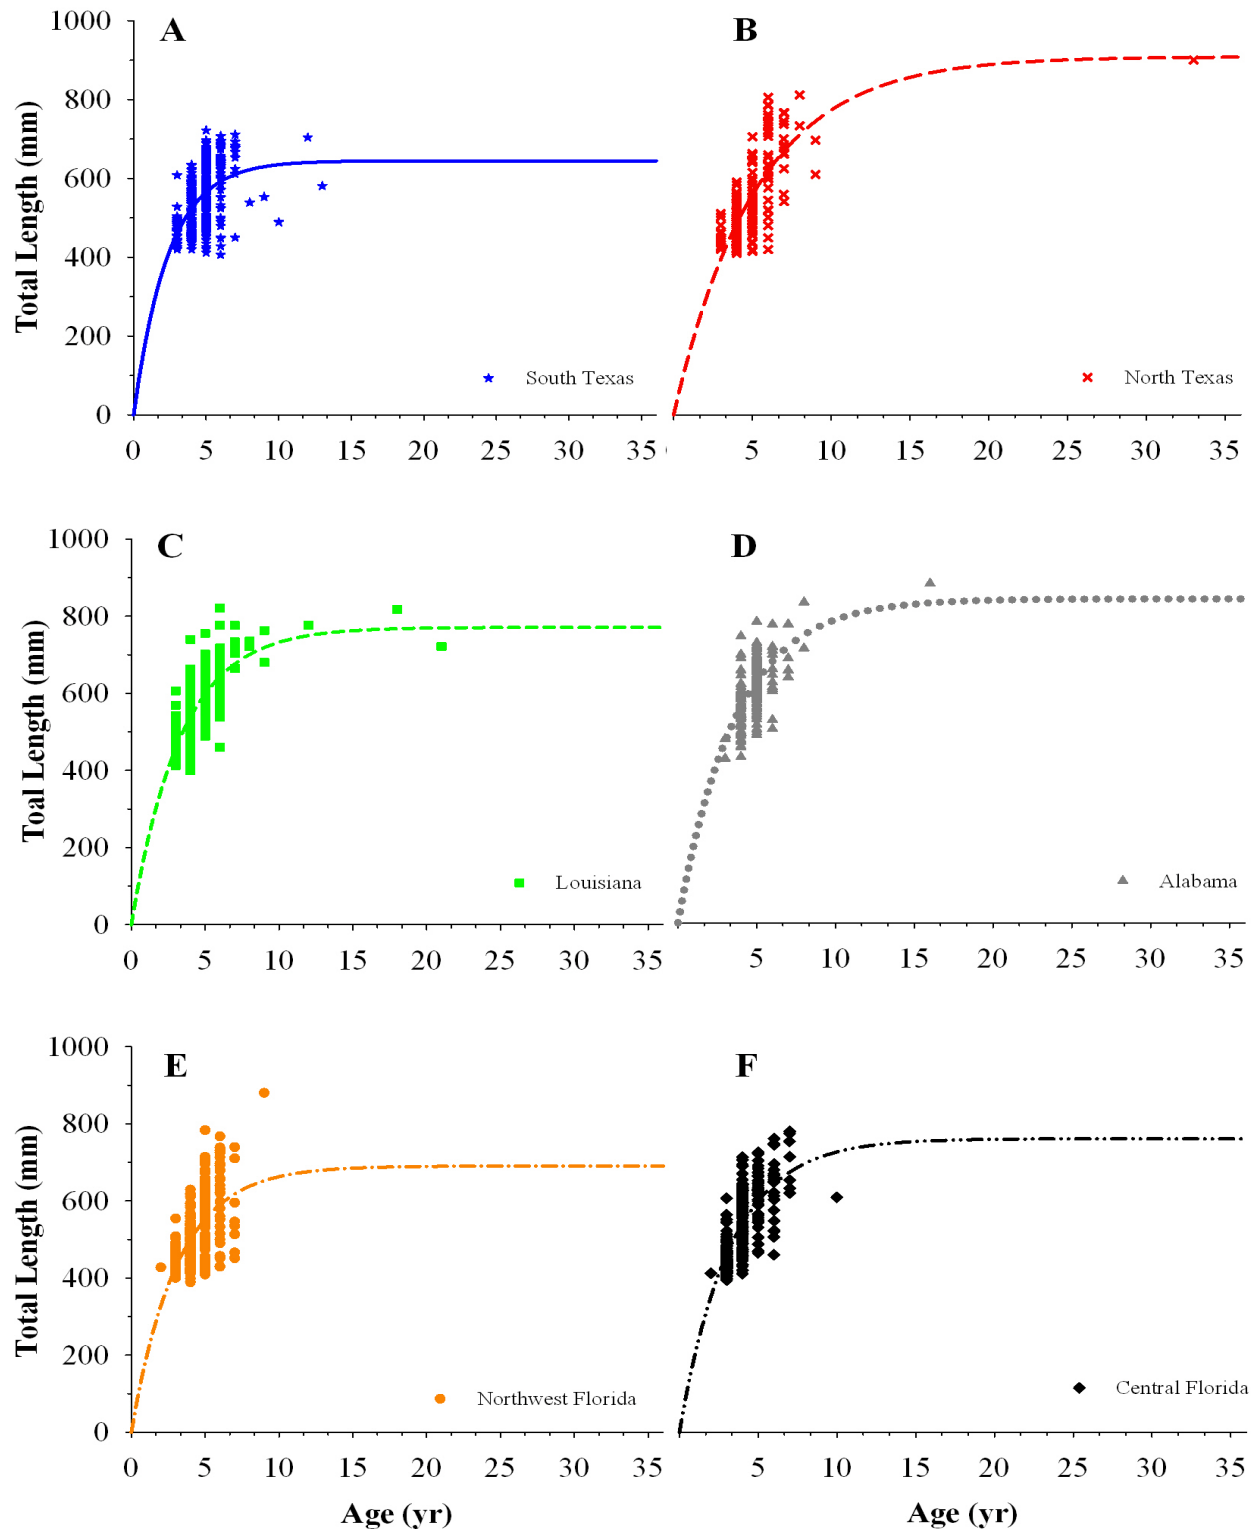 1000
A
B
800
600
400
200
0
Total Length (mm)
South Texas
North Texas
0 5 10 15 20 25 30 35
5 10 15 20 25 30 35
1000
C
D
800
600
400
200
0
Toal Length (mm)
Louisiana
Alabama
0 5 10 15 20 25 30 35
5 10 15 20 25 30 35
1000
E
F
800
600
400
200
0
Total Length (mm)
Northwest Florida
Central Florida
0 5 10 15 20 25 30 35
5 10 15 20 25 30 35
Age (yr)
Age (yr)